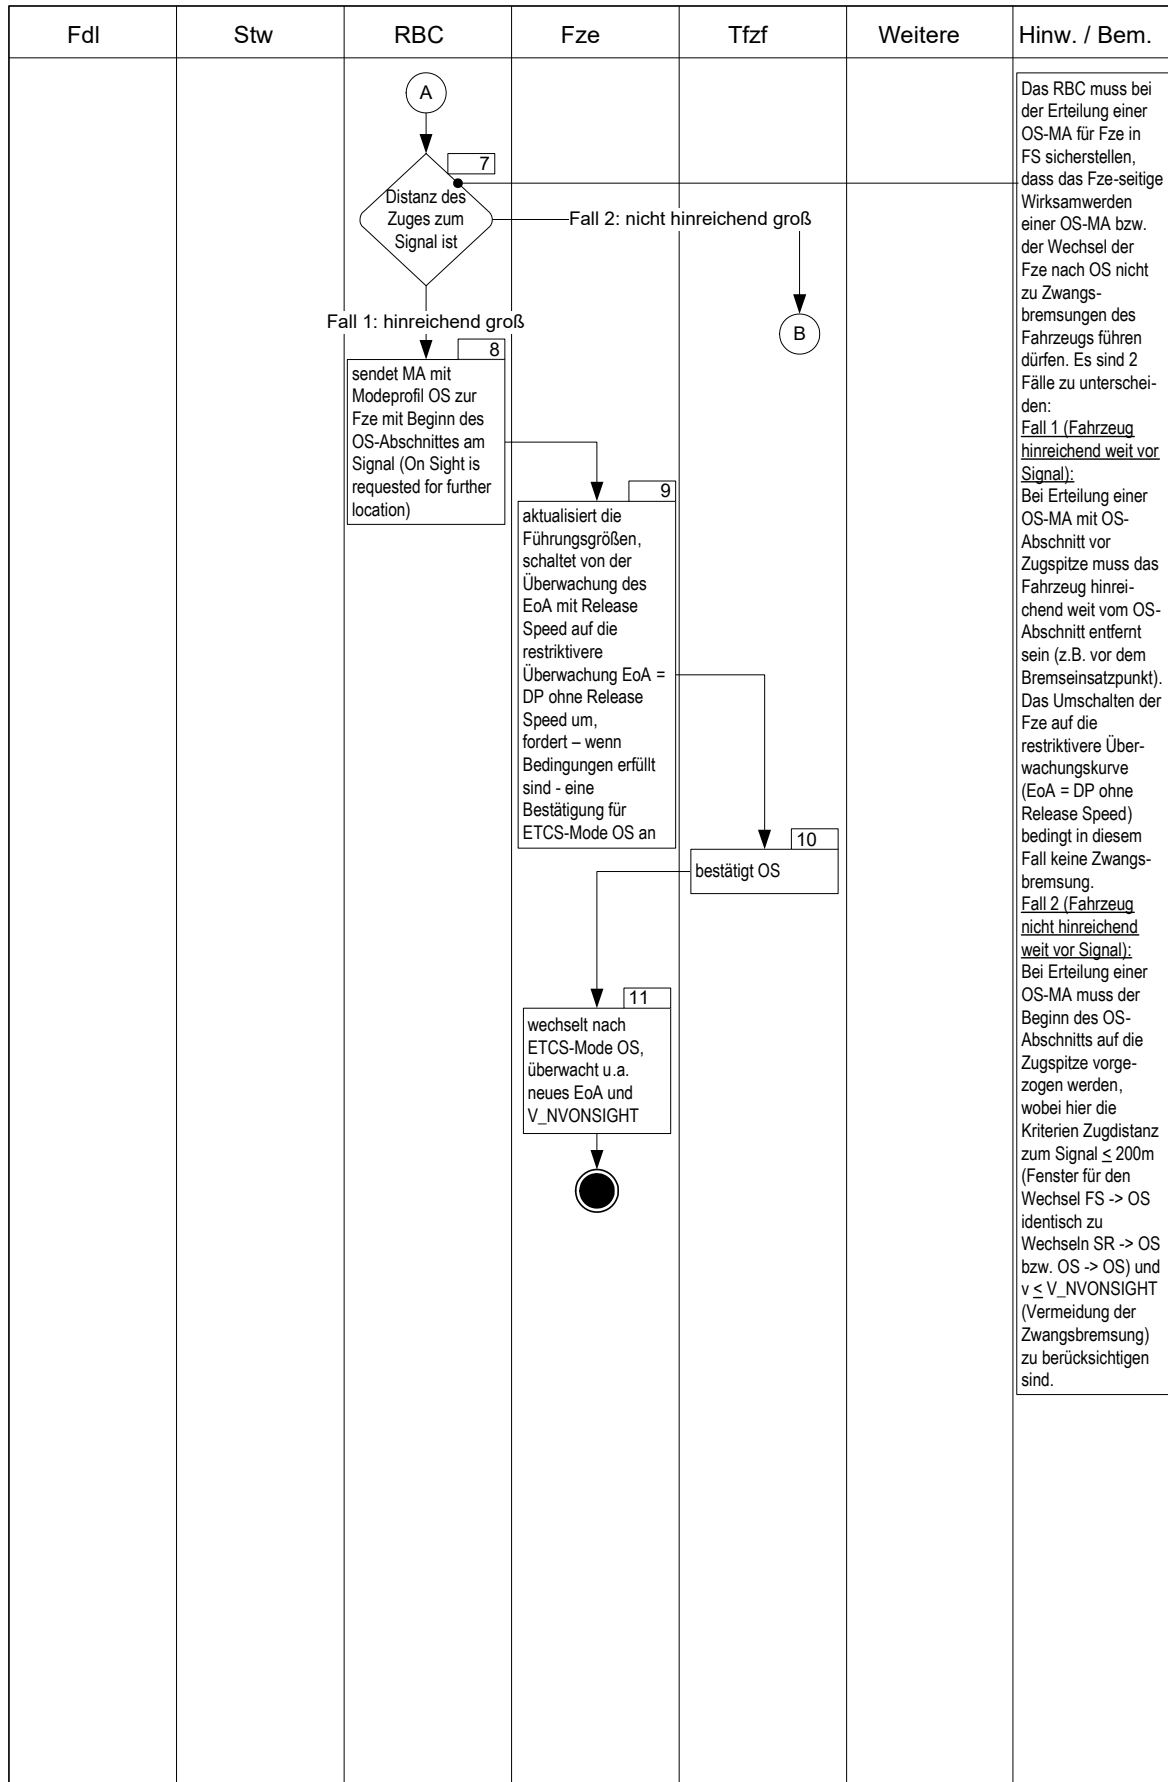 Fdl
Stw
RBC
Fze
Tfzf
Weitere
Hinw. / Bem.
A
7
Distanz des
Zuges zum
Signal ist
Fall 2: nicht hinreichend groß
B
Fall 1: hinreichend groß
8
sendet MA mit
Modeprofil OS zur
Fze mit Beginn des
OS-Abschnittes am
Signal (On Sight is
requested for further
location)
9
aktualisiert die
Führungsgrößen,
schaltet von der
Überwachung des
EoA mit Release
Speed auf die
restriktivere
Überwachung EoA =
DP ohne Release
Speed um,
fordert – wenn
Bedingungen erfüllt
sind - eine
Bestätigung für
ETCS-Mode OS an
10
bestätigt OS
11
wechselt nach
ETCS-Mode OS,
überwacht u.a.
neues EoA und
V_NVONSIGHT
Das RBC muss bei
der Erteilung einer
OS-MA für Fze in
FS sicherstellen,
dass das Fze-seitige
Wirksamwerden
einer OS-MA bzw.
der Wechsel der
Fze nach OS nicht
zu Zwangs-
bremsungen des
Fahrzeugs führen
dürfen. Es sind 2
Fälle zu unterschei-
den:
Fall 1 (Fahrzeug
hinreichend weit vor
Signal):
Bei Erteilung einer
OS-MA mit OS-
Abschnitt vor
Zugspitze muss das
Fahrzeug hinrei-
chend weit vom OS-
Abschnitt entfernt
sein (z.B. vor dem
Bremseinsatzpunkt).
Das Umschalten der
Fze auf die
restriktivere Über-
wachungskurve
(EoA = DP ohne
Release Speed)
bedingt in diesem
Fall keine Zwangs-
bremsung.
Fall 2 (Fahrzeug
nicht hinreichend
weit vor Signal):
Bei Erteilung einer
OS-MA muss der
Beginn des OS-
Abschnitts auf die
Zugspitze vorge-
zogen werden,
wobei hier die
Kriterien Zugdistanz
zum Signal ≤ 200m
(Fenster für den
Wechsel FS -> OS
identisch zu
Wechseln SR -> OS
bzw. OS -> OS) und
v ≤ V_NVONSIGHT
(Vermeidung der
Zwangsbremsung)
zu berücksichtigen
sind.